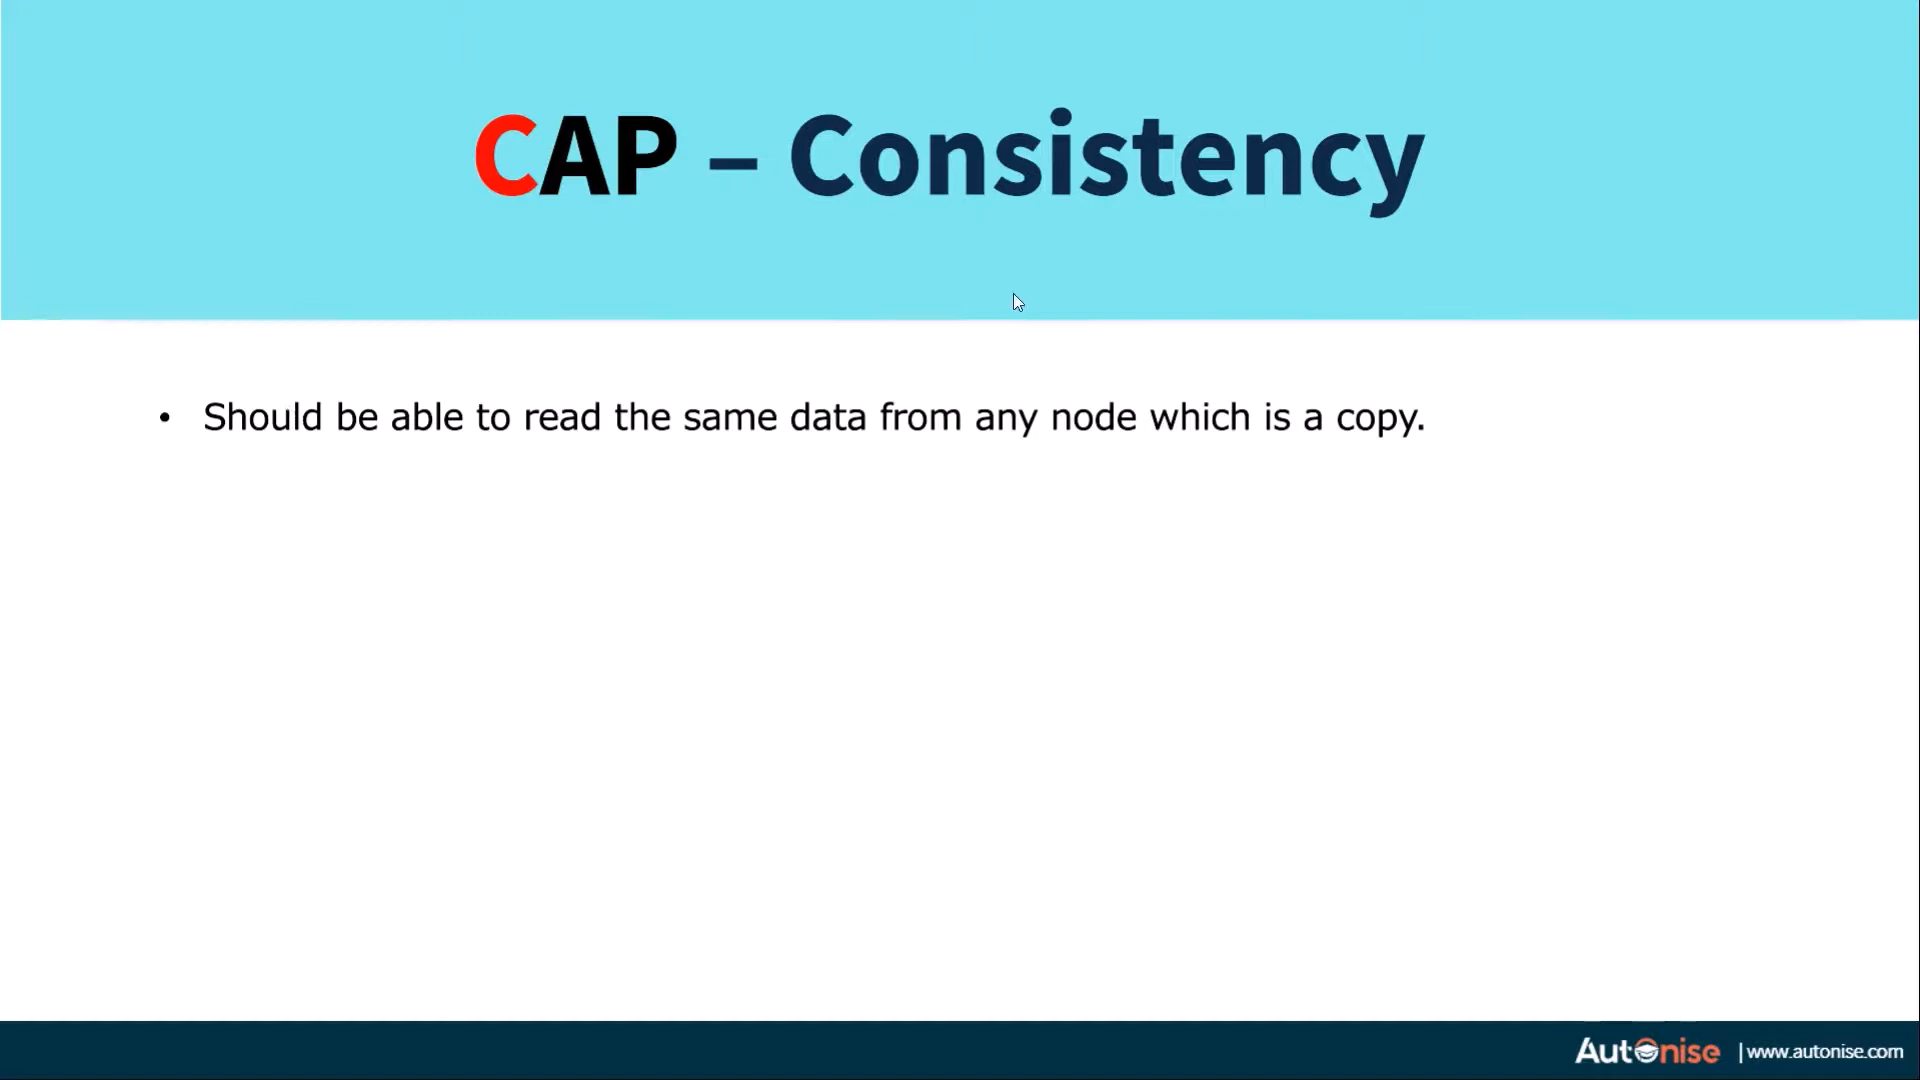 CAP – Consistency
• Should be able to read the same data from any node which is a copy.
Autonise | www.autonise.com